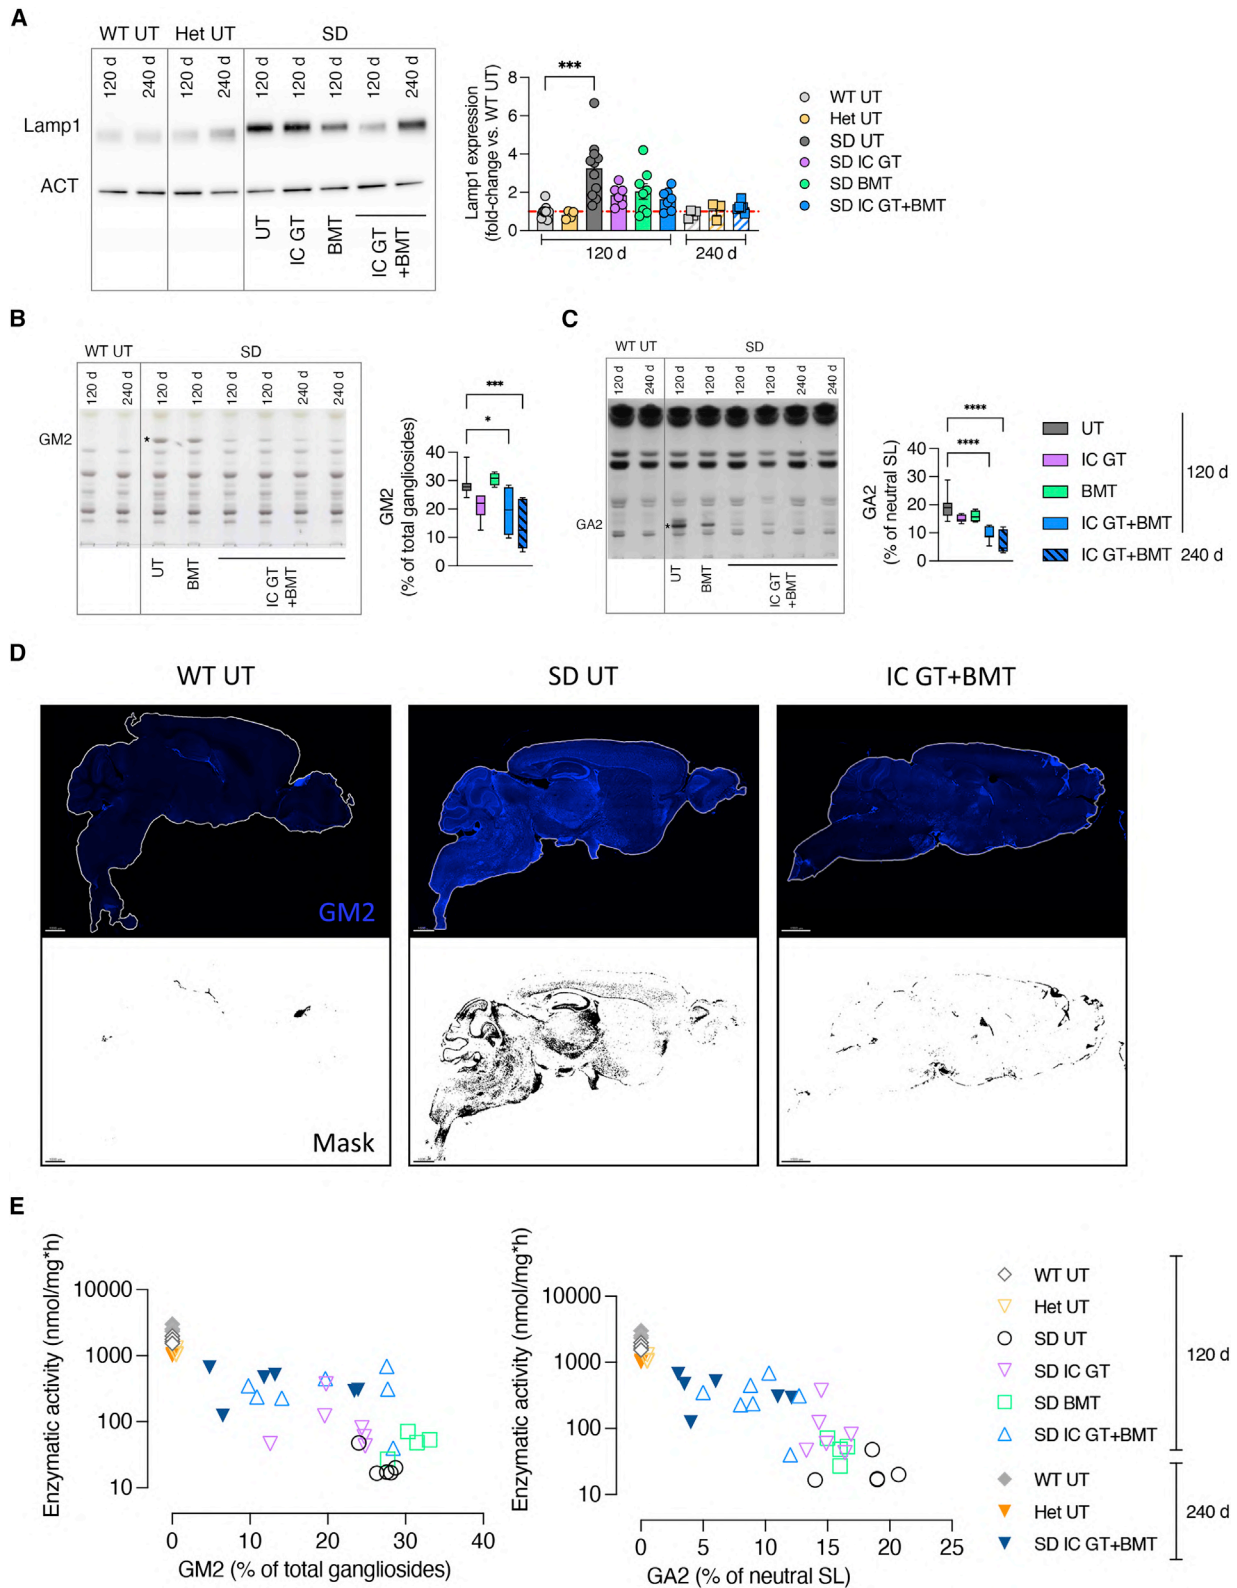 A
WT UT Het UT SD
120 d 240 d 120 d 240 d 120 d 120 d 120 d 120 d 240 d
Lamp1
ACT
UT IC GT BMT IC GT +BMT
Lamp1 expression
(fold-change vs. WT UT)
***
8
6
4
2
0
120 d 240 d
WT UT
Het UT
SD UT
SD IC GT
SD BMT
SD IC GT+BMT
B
WT UT SD
120 d 240 d 120 d 120 d 120 d 120 d 240 d 240 d
GM2
*
UT BMT IC GT +BMT
GM2
(% of total gangliosides)
***
*
40
30
20
10
0
C
WT UT SD
120 d 240 d 120 d 120 d 120 d 120 d 240 d 240 d
GA2
*
UT BMT IC GT +BMT
GA2
(% of neutral SL)
****
****
40
30
20
10
0
UT
IC GT
BMT
IC GT+BMT
120 d
IC GT+BMT 240 d
D
WT UT SD UT IC GT+BMT
GM2
Mask
E
Enzymatic activity (nmol/mg*h)
10000
1000
100
10
0 10 20 30 40
GM2 (% of total gangliosides)
Enzymatic activity (nmol/mg*h)
10000
1000
100
10
0 5 10 15 20 25
GA2 (% of neutral SL)
WT UT
Het UT
SD UT
SD IC GT
SD BMT
SD IC GT+BMT
120 d
WT UT
Het UT
SD IC GT+BMT
240 d